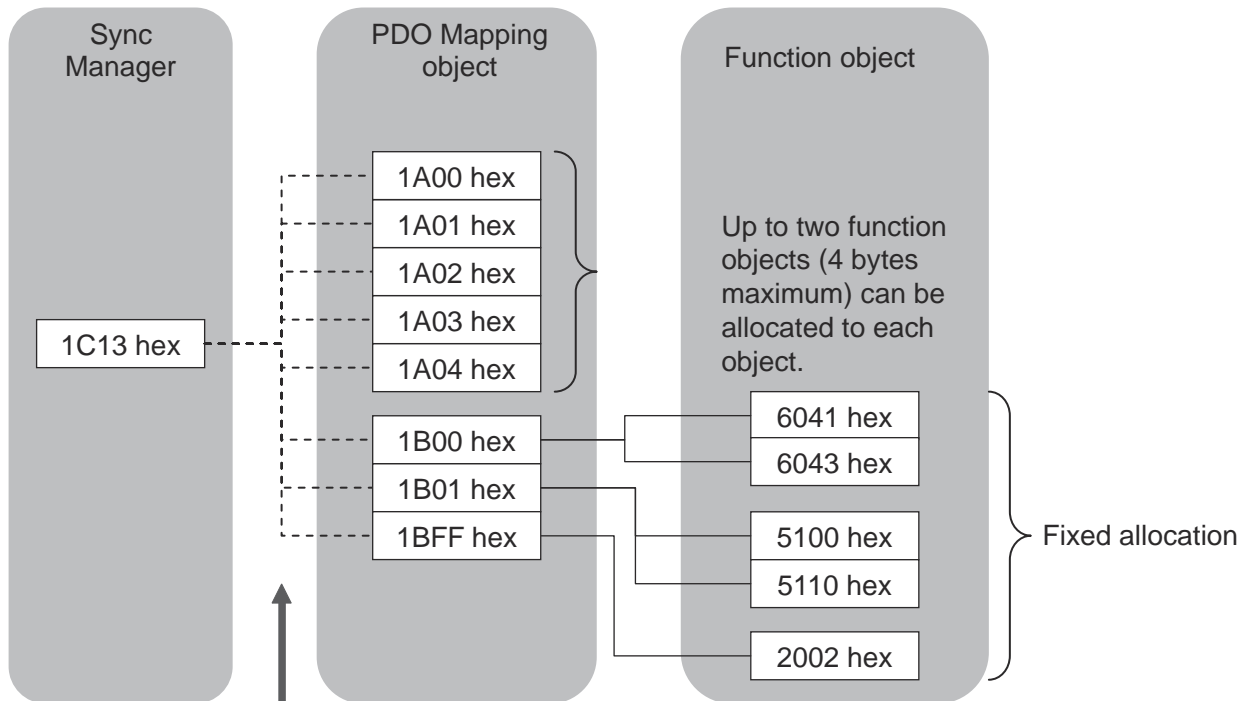 Sync
Manager
PDO Mapping
object
Function object
1A00 hex
1A01 hex
1A02 hex
1A03 hex
1A04 hex
Up to two function
objects (4 bytes
maximum) can be
allocated to each
object.
1C13 hex
1B00 hex
1B01 hex
1BFF hex
6041 hex
6043 hex
5100 hex
5110 hex
2002 hex
Fixed allocation